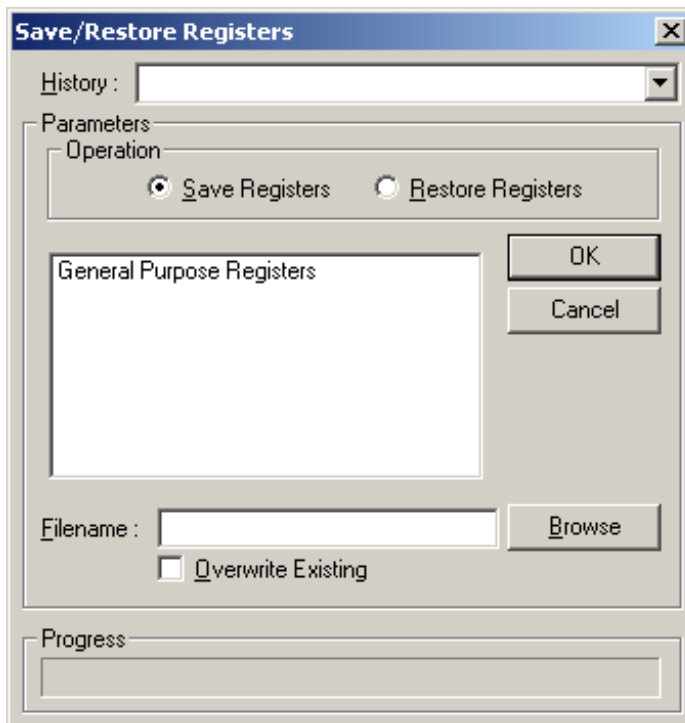 Save/Restore Registers
History :
Parameters
Operation
Save Registers Restore Registers
General Purpose Registers
OK
Cancel
Filename :
Browse
Overwrite Existing
Progress